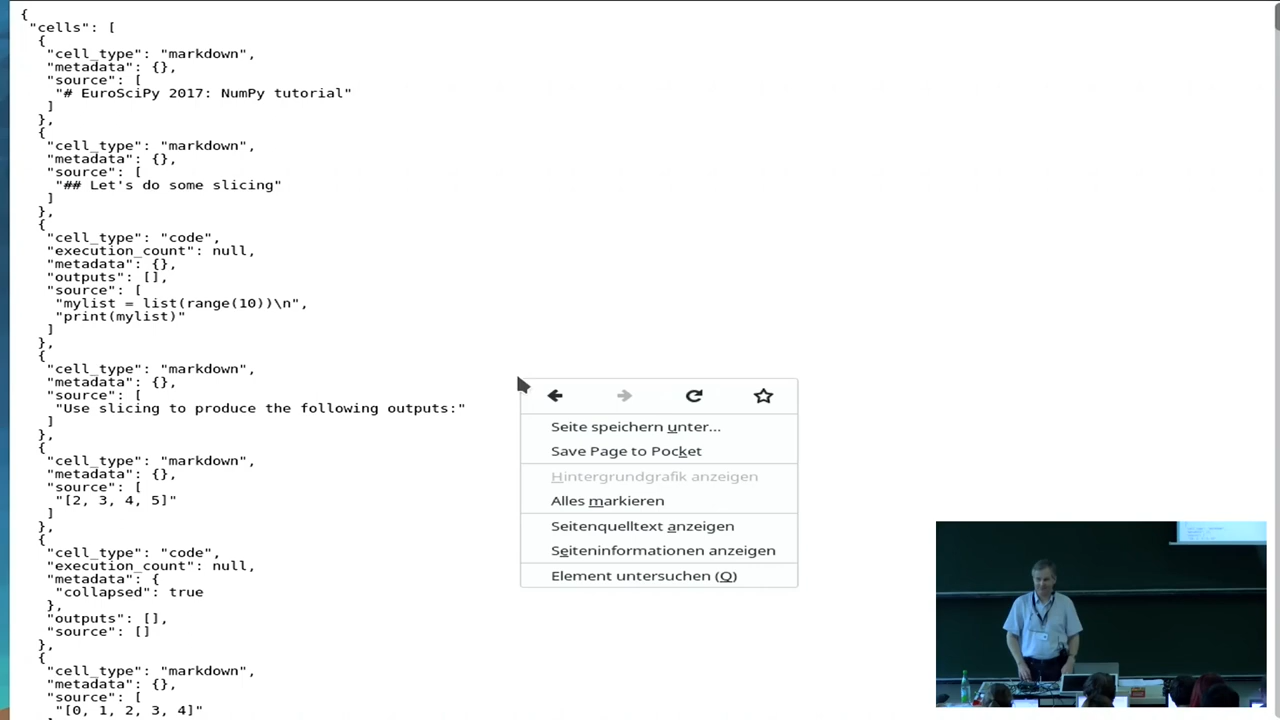 {
"cells": [
{
"cell_type": "markdown",
"metadata": {},
"source": [
"# EuroSciPy 2017: NumPy tutorial"
]
},
{
"cell_type": "markdown",
"metadata": {},
"source": [
"## Let's do some slicing"
]
},
{
"cell_type": "code",
"execution_count": null,
"metadata": {},
"outputs": [],
"source": [
"mylist = list(range(10))\n",
"print(mylist)"
]
},
{
"cell_type": "markdown",
"metadata": {},
"source": [
"Use slicing to produce the following outputs:"
]
},
{
"cell_type": "markdown",
"metadata": {},
"source": [
"[2, 3, 4, 5]"
]
},
{
"cell_type": "code",
"execution_count": null,
"metadata": {
"collapsed": true
},
"outputs": [],
"source": []
},
{
"cell_type": "markdown",
"metadata": {},
"source": [
"[0, 1, 2, 3, 4]"
Seite speichern unter...
Save Page to Pocket
Hintergrundgrafik anzeigen
Alles markieren
Seitenquelltext anzeigen
Seiteninformationen anzeigen
Element untersuchen (Q)